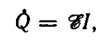 Q̇ = ℰI,